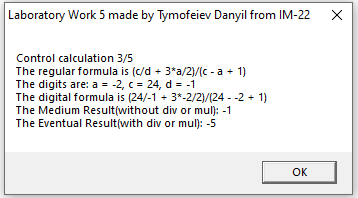 Laboratory Work 5 made by Tymofeiev Danyil from IM-22
Control calculation 3/5
The regular formula is (c/d + 3*a/2)/(c - a + 1)
The digits are: a = -2, c = 24, d = -1
The digital formula is (24/-1 + 3*-2/2)/(24 - -2 + 1)
The Medium Result(without div or mul): -1
The Eventual Result(with div or mul): -5
OK